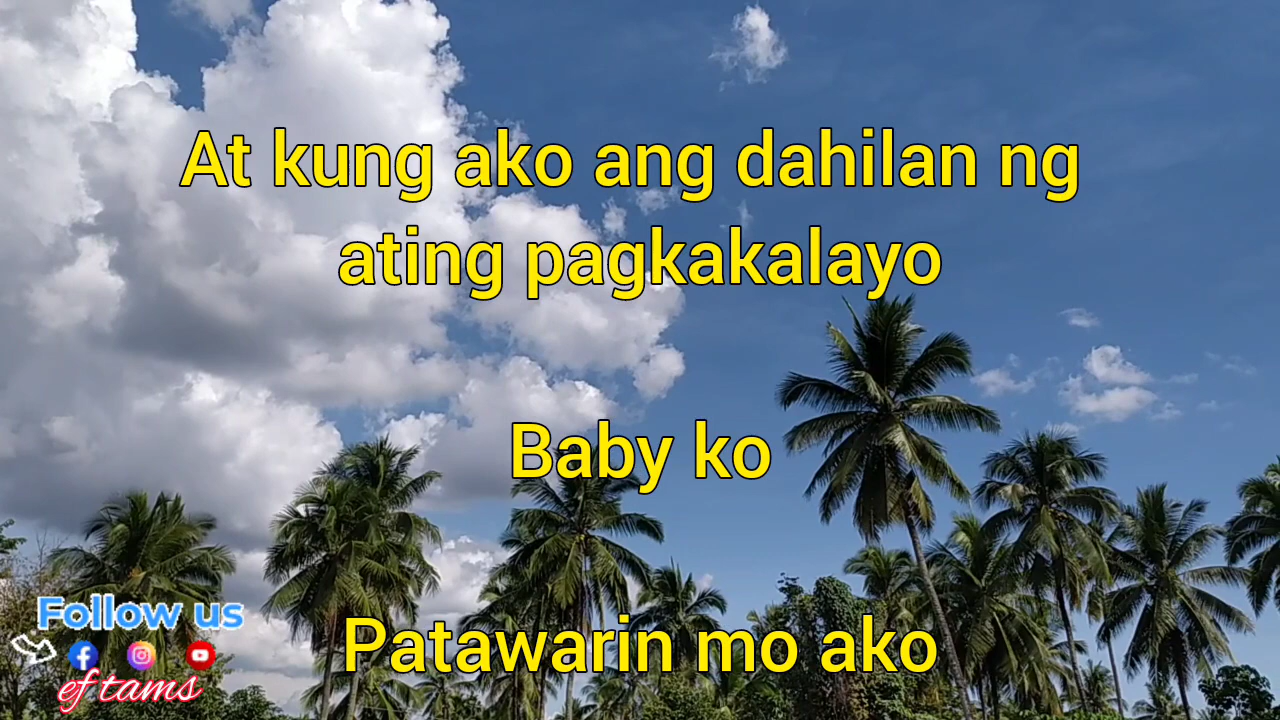 At kung ako ang dahilan ng
ating pagkakalayo
Baby ko
Patawarin mo ako
Follow us
ef tams